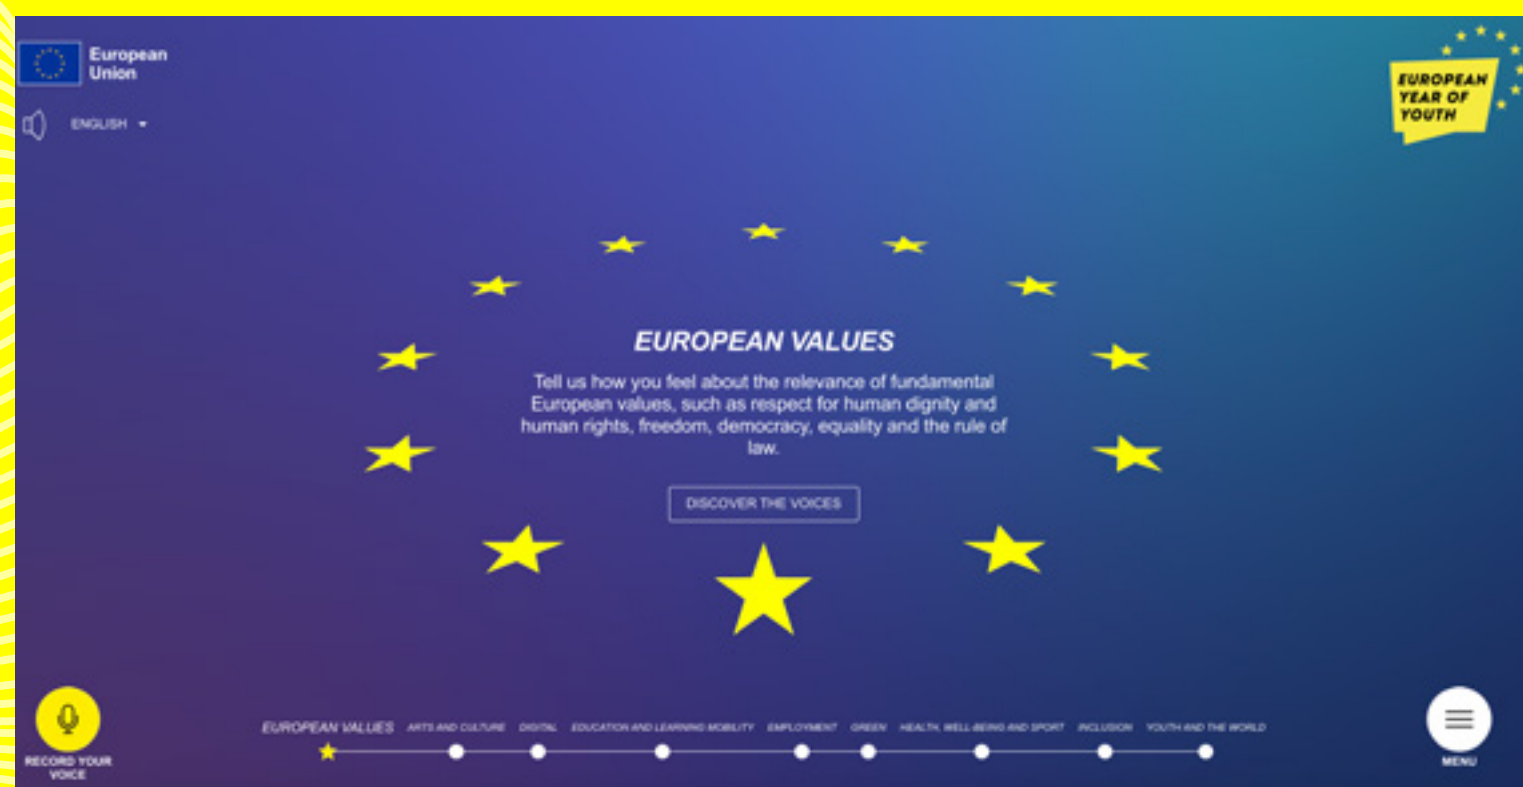 European
Union
ENGLISH
EUROPEAN
YEAR OF
YOUTH
EUROPEAN VALUES
Tell us how you feel about the relevance of fundamental
European values, such as respect for human dignity and
human rights, freedom, democracy, equality and the rule of
law.
DISCOVER THE VOICES
EUROPEAN VALUES ARTS AND CULTURE DIGITAL EDUCATION AND LEARNING MOBILITY EMPLOYMENT GREEN HEALTH, WELL-BEING AND SPORT INCLUSION YOUTH AND THE WORLD
RECORD YOUR
VOICE
MENU